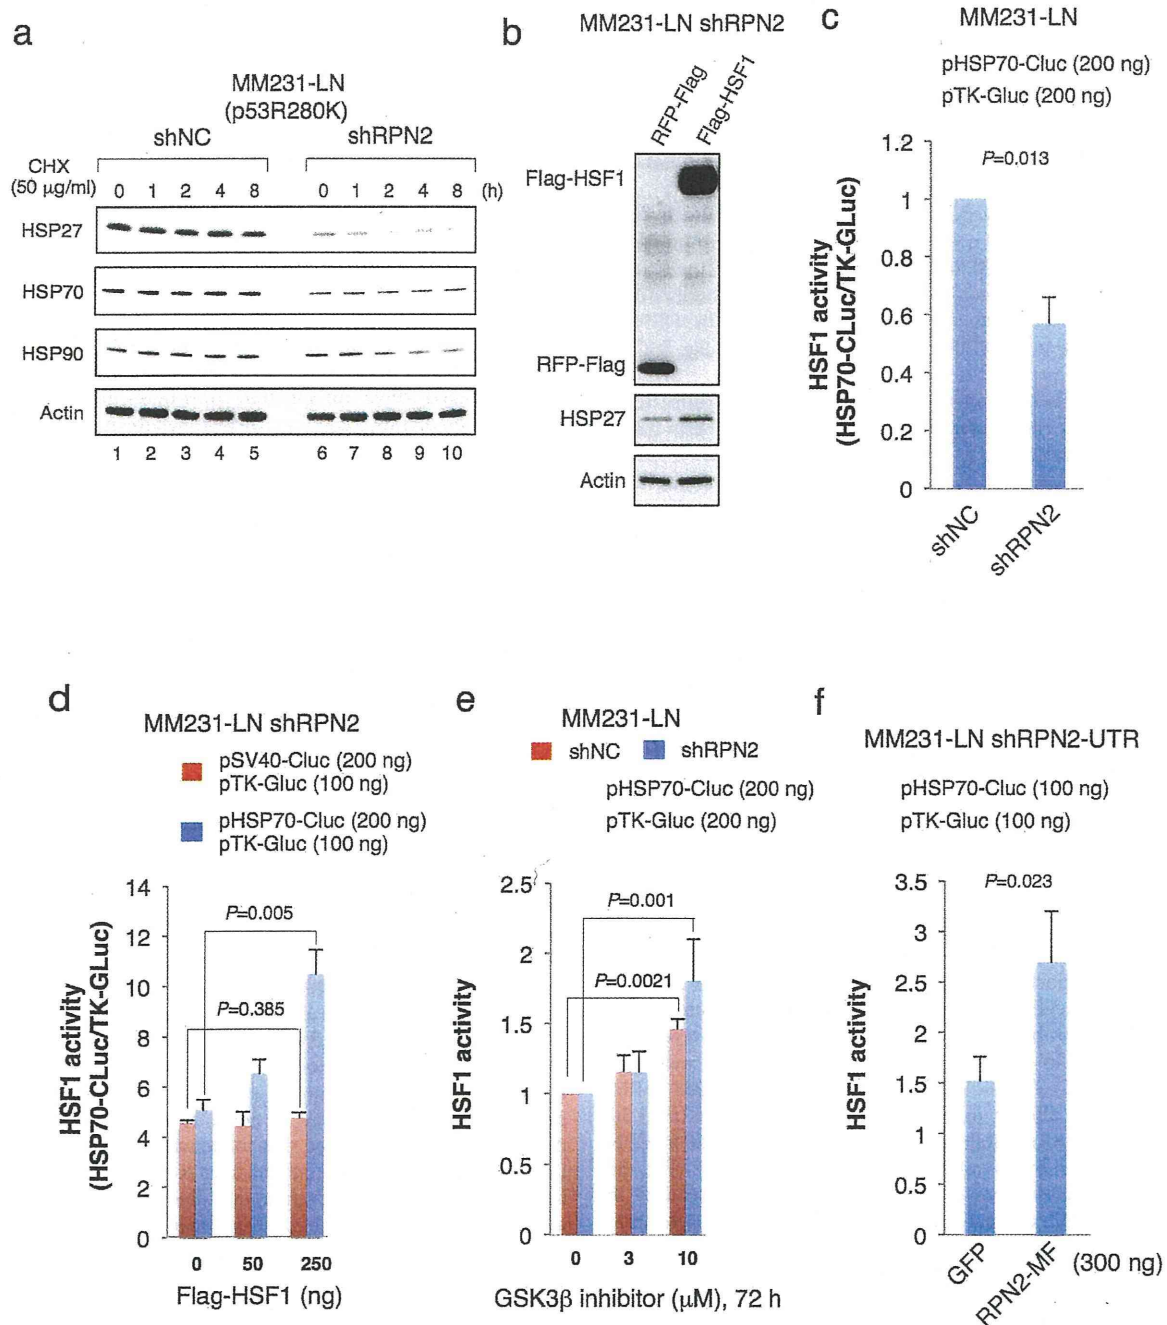 a
MM231-LN
(p53R280K)
shNC shRPN2
CHX
(50 µg/ml) 0 1 2 4 8 0 1 2 4 8 (h)
HSP27
HSP70
HSP90
Actin
1 2 3 4 5 6 7 8 9 10
b
MM231-LN shRPN2
RFP-Flag
Flag-HSF1
Flag-HSF1
RFP-Flag
HSP27
Actin
c
MM231-LN
pHSP70-Cluc (200 ng)
pTK-Gluc (200 ng)
P=0.013
HSF1 activity
(HSP70-CLuc/TK-GLuc)
1.2
1
0.8
0.6
0.4
0.2
0
shNC
shRPN2
d
MM231-LN shRPN2
pSV40-Cluc (200 ng)
pTK-Gluc (100 ng)
pHSP70-Cluc (200 ng)
pTK-Gluc (100 ng)
HSF1 activity
(HSP70-CLuc/TK-GLuc)
14
12
10
8
6
4
2
0
P=0.005
P=0.385
0 50 250
Flag-HSF1 (ng)
e
MM231-LN
shNC shRPN2
pHSP70-Cluc (200 ng)
pTK-Gluc (200 ng)
HSF1 activity
2.5
2
1.5
1
0.5
0
P=0.001
P=0.0021
0 3 10
GSK3β inhibitor (µM), 72 h
f
MM231-LN shRPN2-UTR
pHSP70-Cluc (100 ng)
pTK-Gluc (100 ng)
HSF1 activity
3.5
3
2.5
2
1.5
1
0.5
0
P=0.023
GFP
RPN2-MF
(300 ng)